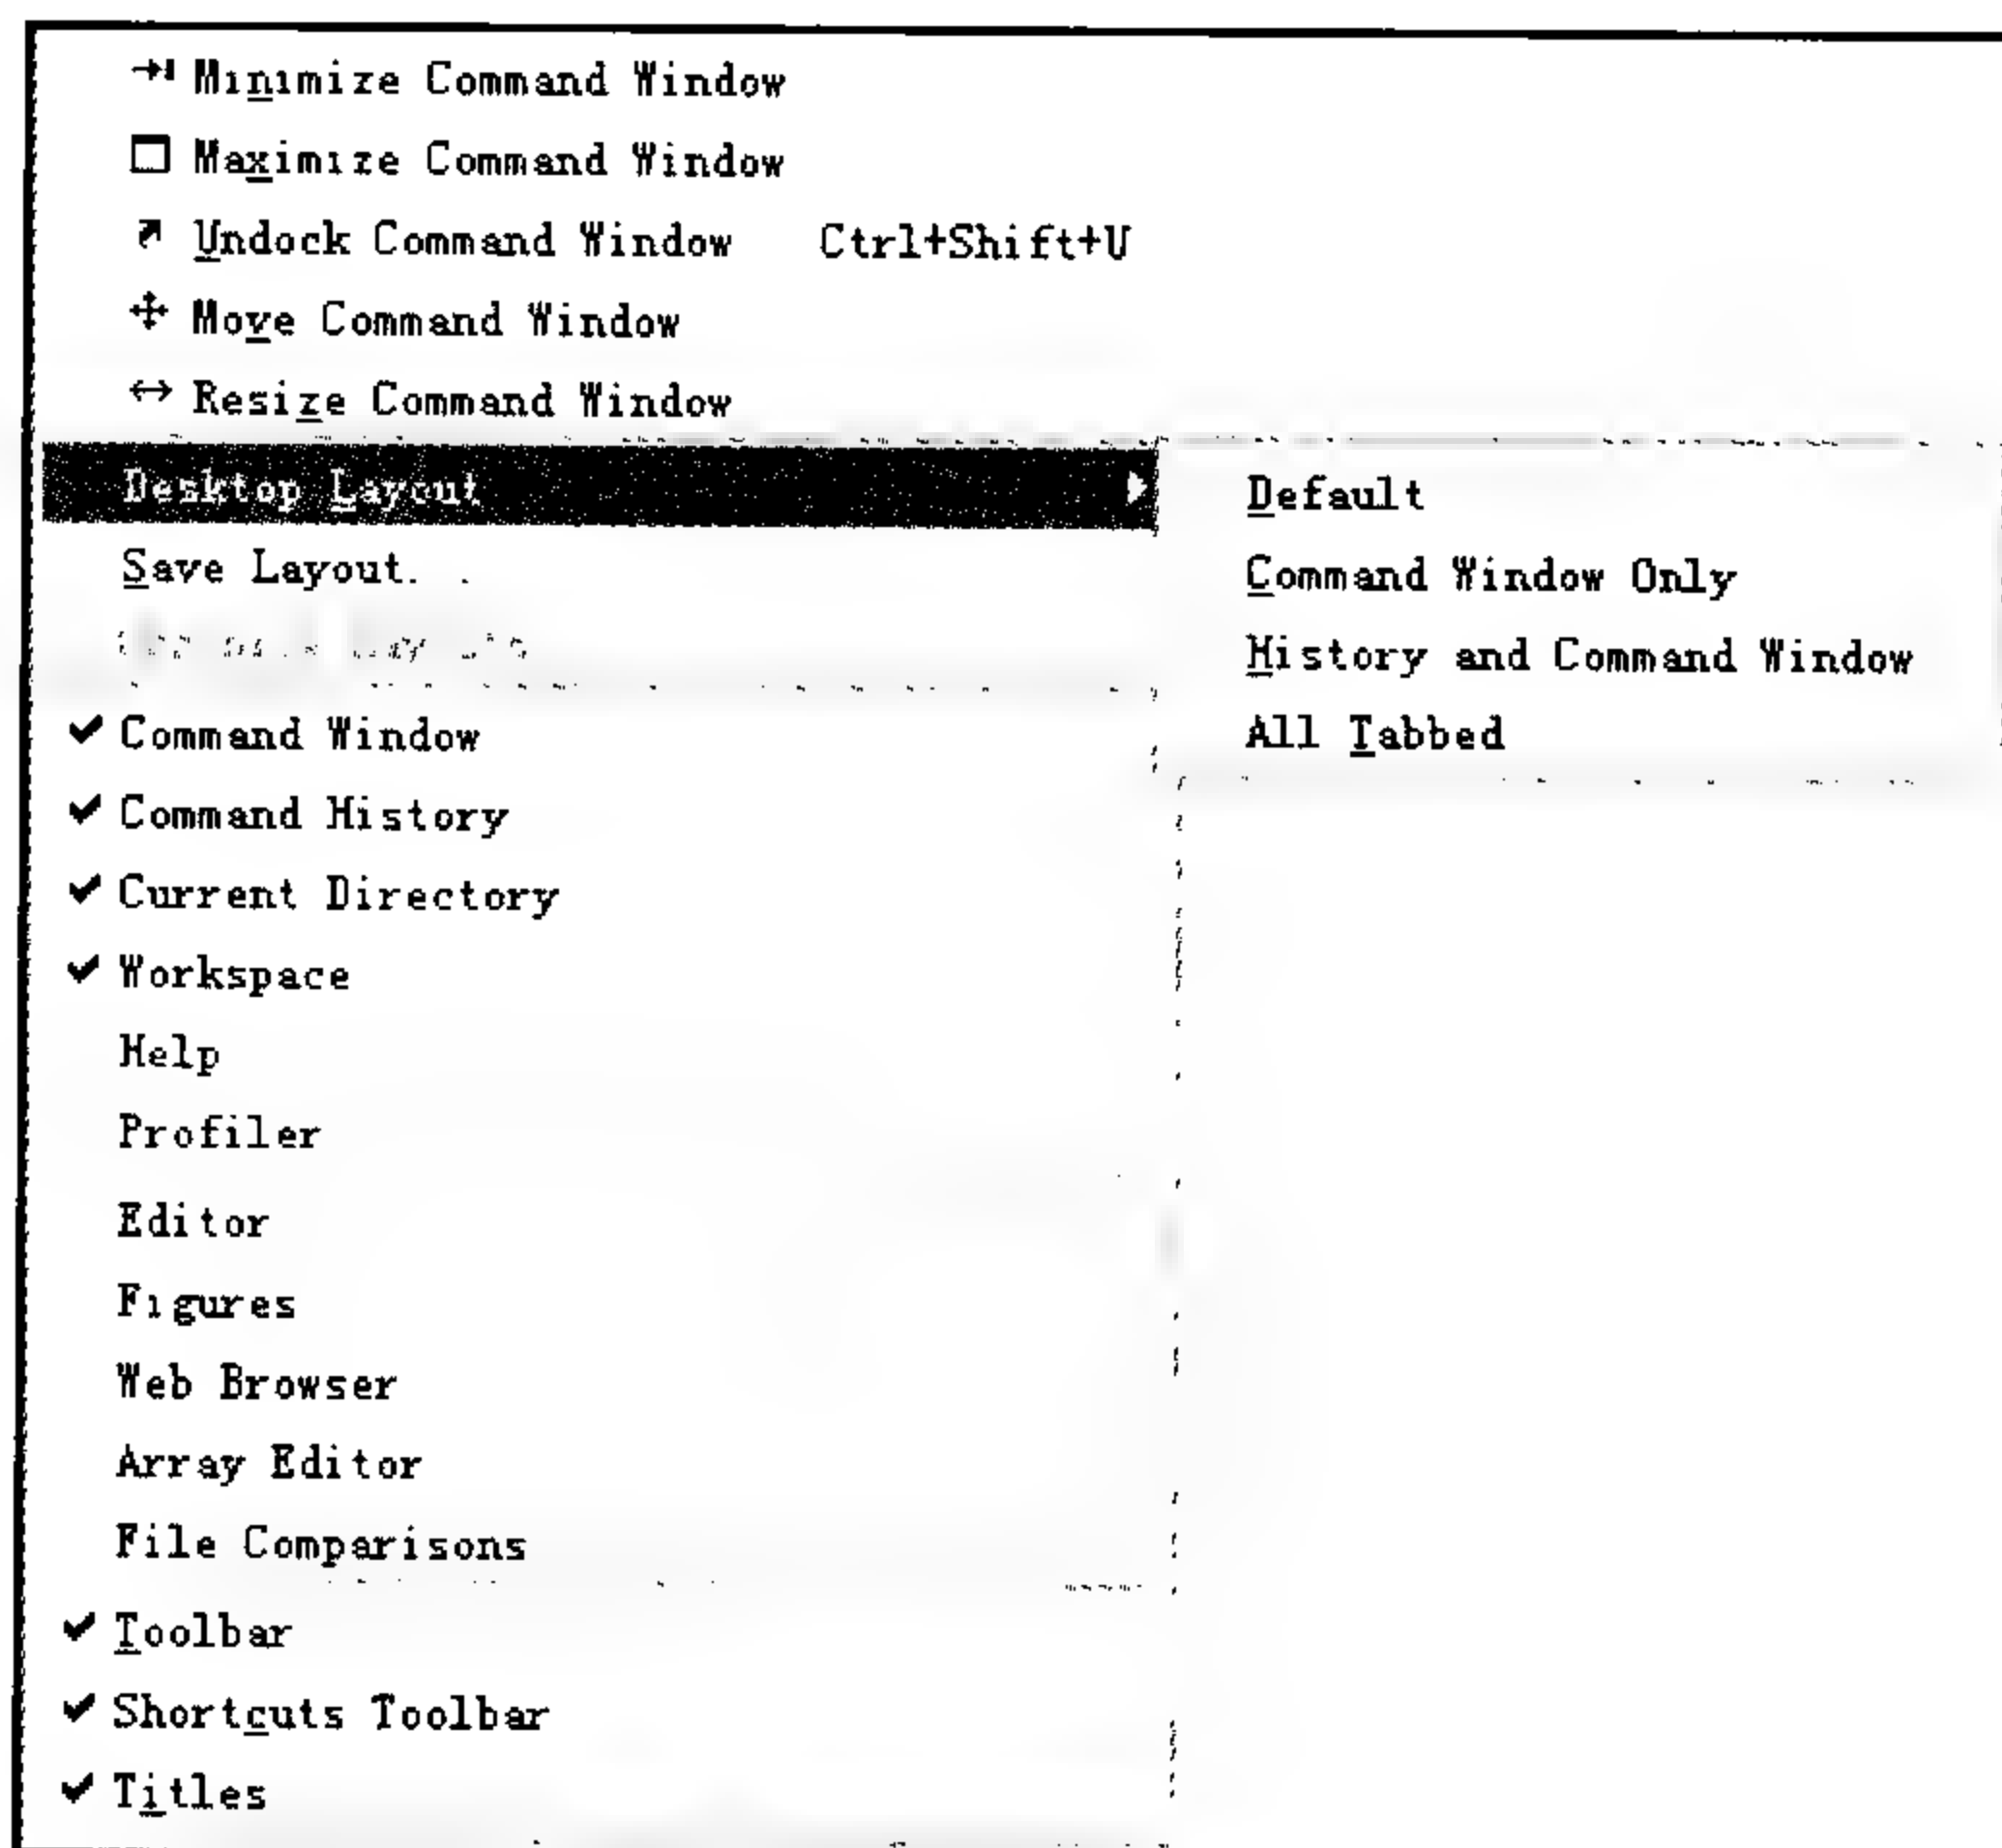 Minimize Command Window
Maximize Command Window
Undock Command Window Ctrl+Shift+U
Move Command Window
Resize Command Window
Desktop Layout
Default
Save Layout. .
Command Window Only
History and Command Window
Command Window
All Tabbed
Command History
Current Directory
Workspace
Help
Profiler
Editor
Figures
Web Browser
Array Editor
File Comparisons
Toolbar
Shortcuts Toolbar
Titles